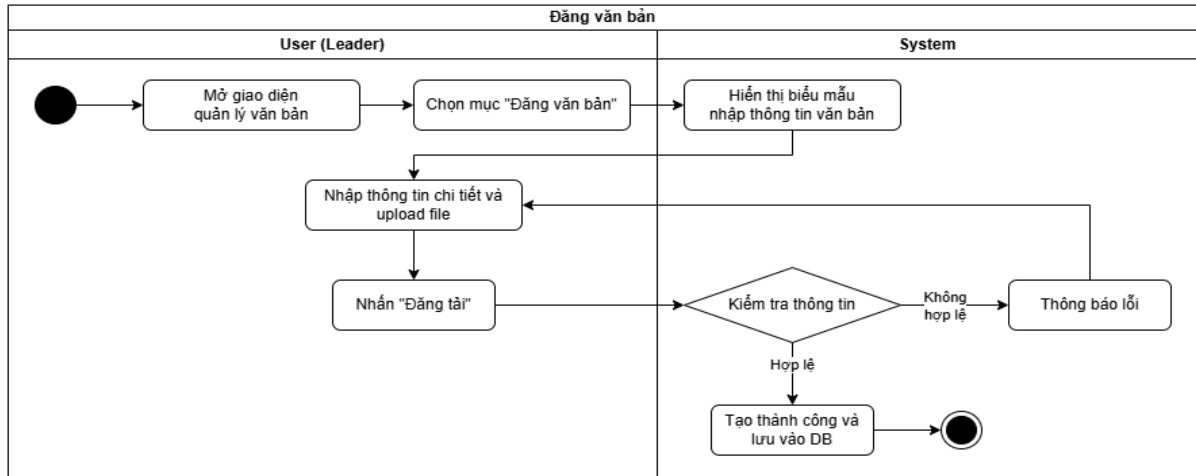 Đăng văn bản
User (Leader)
System
Mở giao diện
quản lý văn bản
Chọn mục "Đăng văn bản"
Hiển thị biểu mẫu
nhập thông tin văn bản
Nhập thông tin chi tiết và
upload file
Nhấn "Đăng tải"
Kiểm tra thông tin
Không
hợp lệ
Thông báo lỗi
Hợp lệ
Tạo thành công và
lưu vào DB